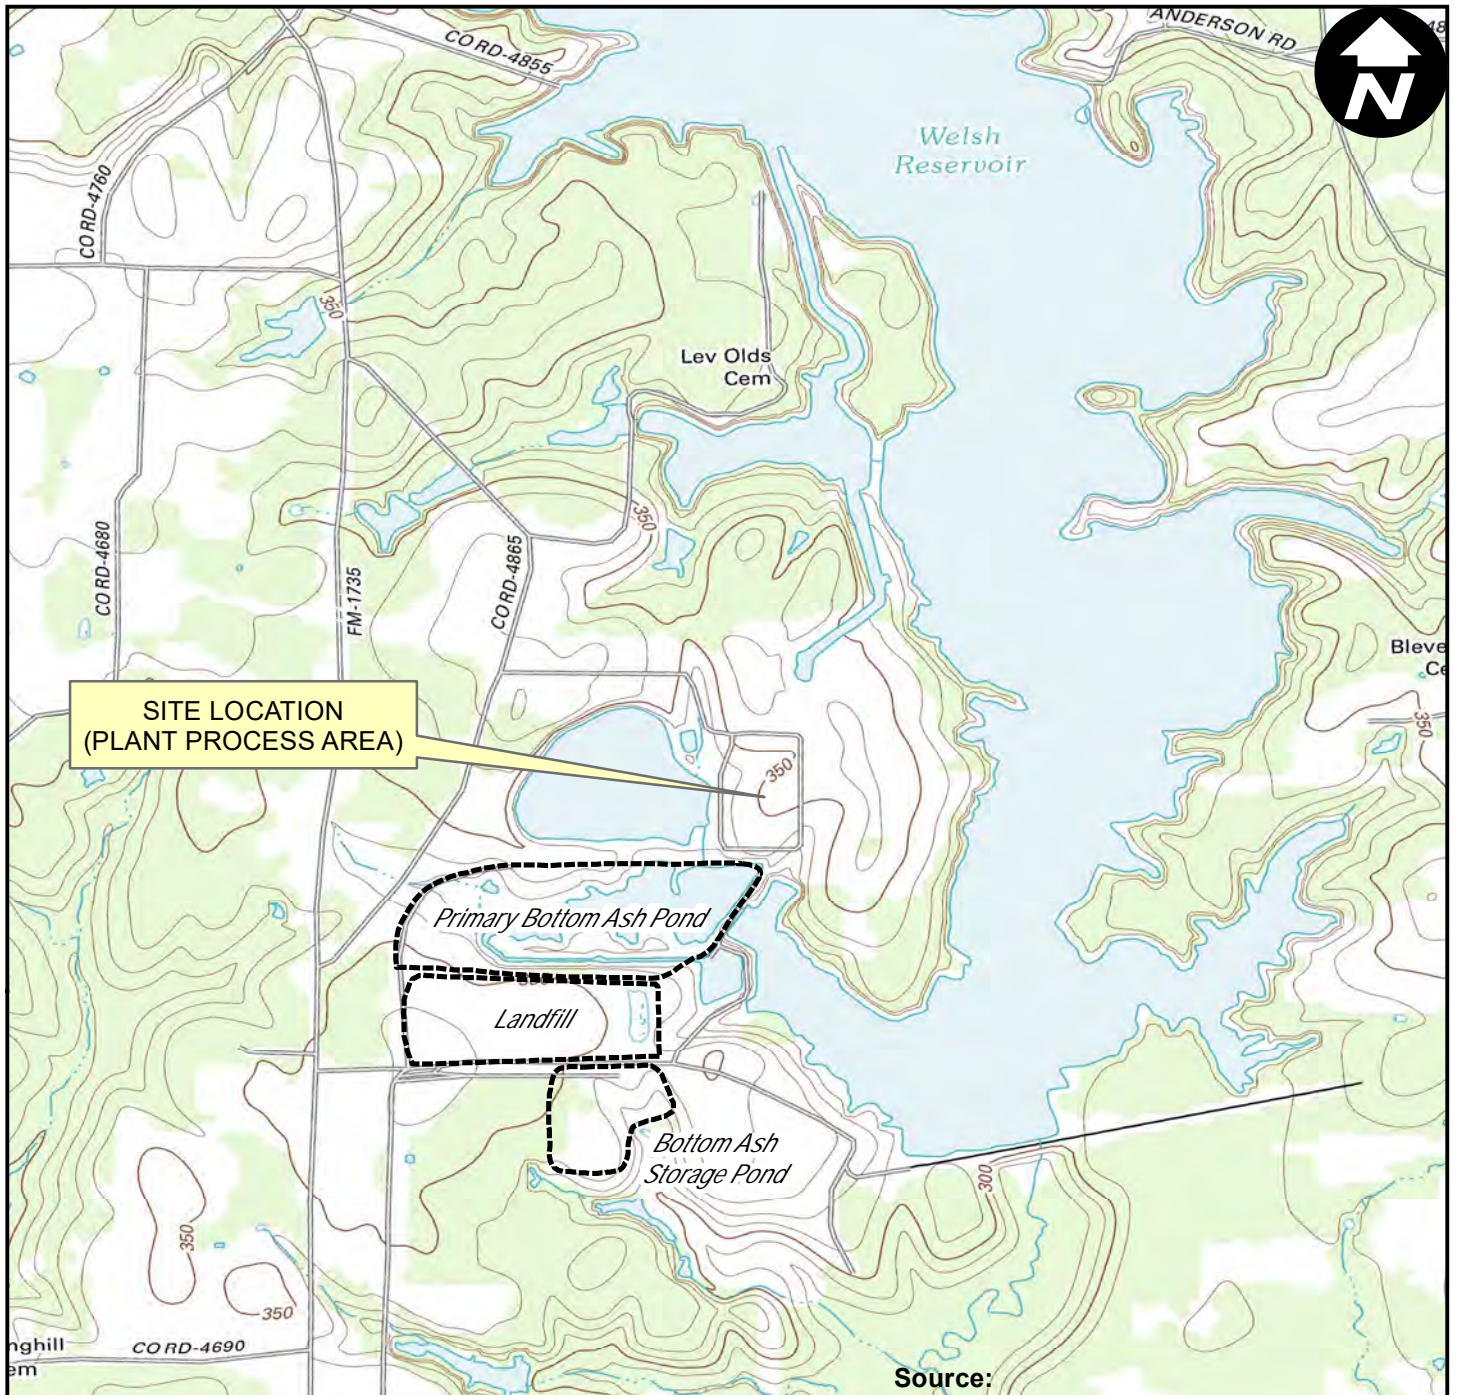 ANDERSON RD
48
N
CO RD-4855
Welsh
Reservoir
CO RD-4760
350
Lev Olds
Cem
350
CO RD-4680
FM-1735
CO RD-4865
Bleve
Ce
SITE LOCATION
(PLANT PROCESS AREA)
350
350
Primary Bottom Ash Pond
Landfill
Bottom Ash
Storage Pond
300
350
350
nghill
em
CO RD-4690
Source: